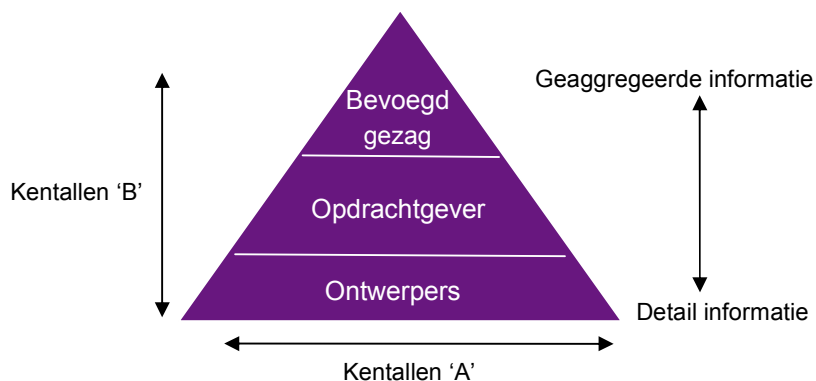 Geaggregeerde informatie
Bevoegd
gezag
Kentallen ‘B’
Opdrachtgever
Ontwerpers
Detail informatie
Kentallen ‘A’